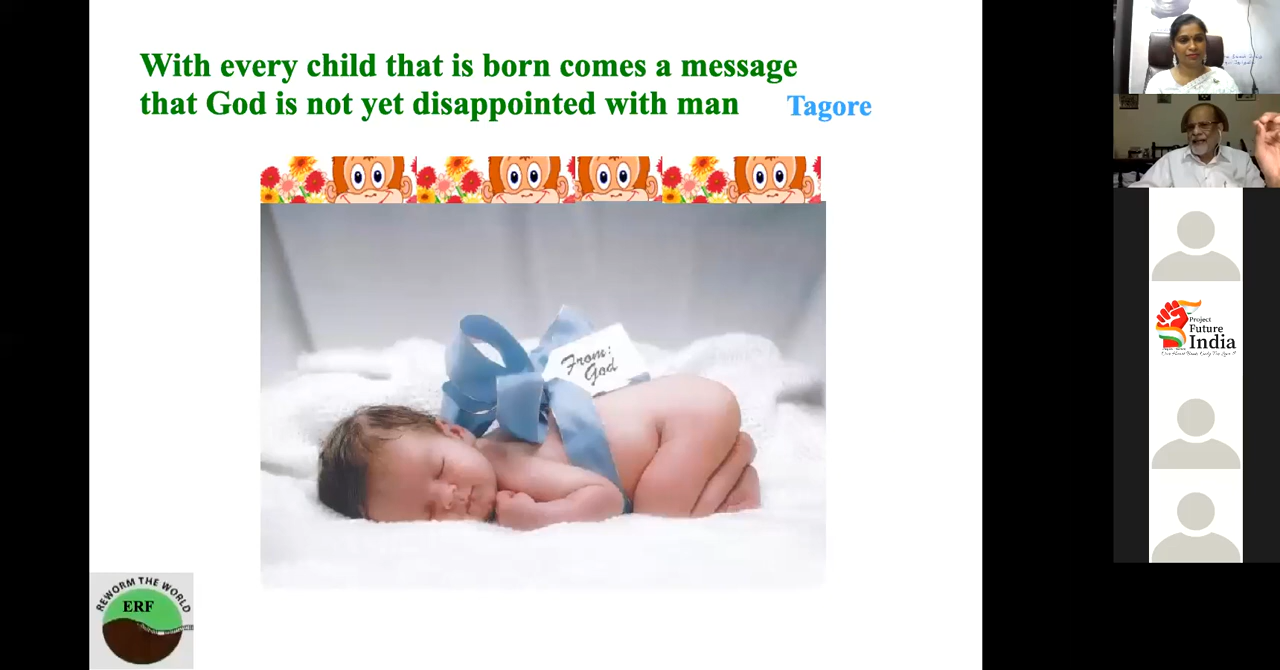 With every child that is born comes a message
that God is not yet disappointed with man Tagore
From:
God
REWORM THE WORLD
ERF
Project
Future
India